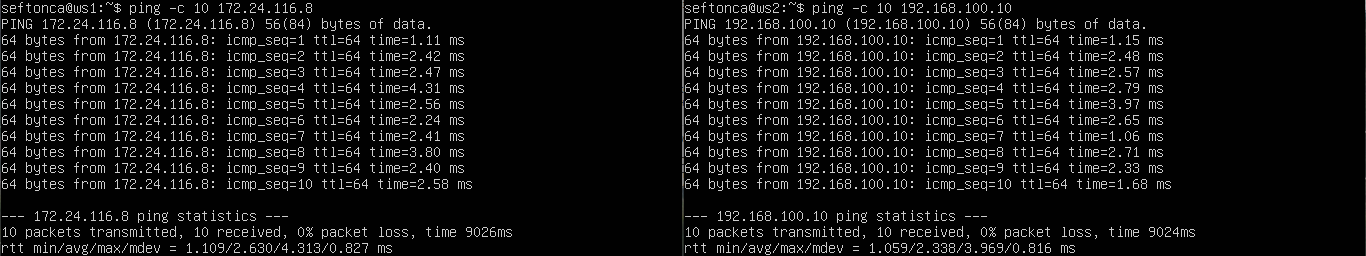 seftonca@ws1:~$ ping -c 10 172.24.116.8
PING 172.24.116.8 (172.24.116.8) 56(84) bytes of data.
64 bytes from 172.24.116.8: icmp_seq=1 ttl=64 time=1.11 ms
64 bytes from 172.24.116.8: icmp_seq=2 ttl=64 time=2.42 ms
64 bytes from 172.24.116.8: icmp_seq=3 ttl=64 time=2.47 ms
64 bytes from 172.24.116.8: icmp_seq=4 ttl=64 time=4.31 ms
64 bytes from 172.24.116.8: icmp_seq=5 ttl=64 time=2.56 ms
64 bytes from 172.24.116.8: icmp_seq=6 ttl=64 time=2.24 ms
64 bytes from 172.24.116.8: icmp_seq=7 ttl=64 time=2.41 ms
64 bytes from 172.24.116.8: icmp_seq=8 ttl=64 time=3.80 ms
64 bytes from 172.24.116.8: icmp_seq=9 ttl=64 time=2.40 ms
64 bytes from 172.24.116.8: icmp_seq=10 ttl=64 time=2.58 ms
--- 172.24.116.8 ping statistics ---
10 packets transmitted, 10 received, 0% packet loss, time 9026ms
rtt min/avg/max/mdev = 1.109/2.630/4.313/0.827 ms
seftonca@ws2:~$ ping -c 10 192.168.100.10
PING 192.168.100.10 (192.168.100.10) 56(84) bytes of data.
64 bytes from 192.168.100.10: icmp_seq=1 ttl=64 time=1.15 ms
64 bytes from 192.168.100.10: icmp_seq=2 ttl=64 time=2.48 ms
64 bytes from 192.168.100.10: icmp_seq=3 ttl=64 time=2.57 ms
64 bytes from 192.168.100.10: icmp_seq=4 ttl=64 time=2.79 ms
64 bytes from 192.168.100.10: icmp_seq=5 ttl=64 time=3.97 ms
64 bytes from 192.168.100.10: icmp_seq=6 ttl=64 time=2.65 ms
64 bytes from 192.168.100.10: icmp_seq=7 ttl=64 time=1.06 ms
64 bytes from 192.168.100.10: icmp_seq=8 ttl=64 time=2.71 ms
64 bytes from 192.168.100.10: icmp_seq=9 ttl=64 time=2.33 ms
64 bytes from 192.168.100.10: icmp_seq=10 ttl=64 time=1.68 ms
--- 192.168.100.10 ping statistics ---
10 packets transmitted, 10 received, 0% packet loss, time 9024ms
rtt min/avg/max/mdev = 1.059/2.338/3.969/0.816 ms